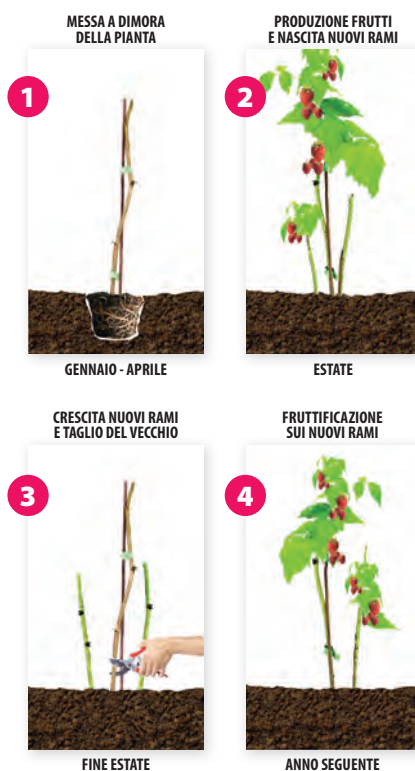 MESSA A DIMORA
DELLA PIANTA
1
GENNAIO - APRILE
PRODUZIONE FRUTTI
E NASCITA NUOVI RAMI
2
ESTATE
CRESCITA NUOVI RAMI
E TAGLIO DEL VECCHIO
3
FINE ESTATE
FRUTTIFICAZIONE
SUI NUOVI RAMI
4
ANNO SEGUENTE